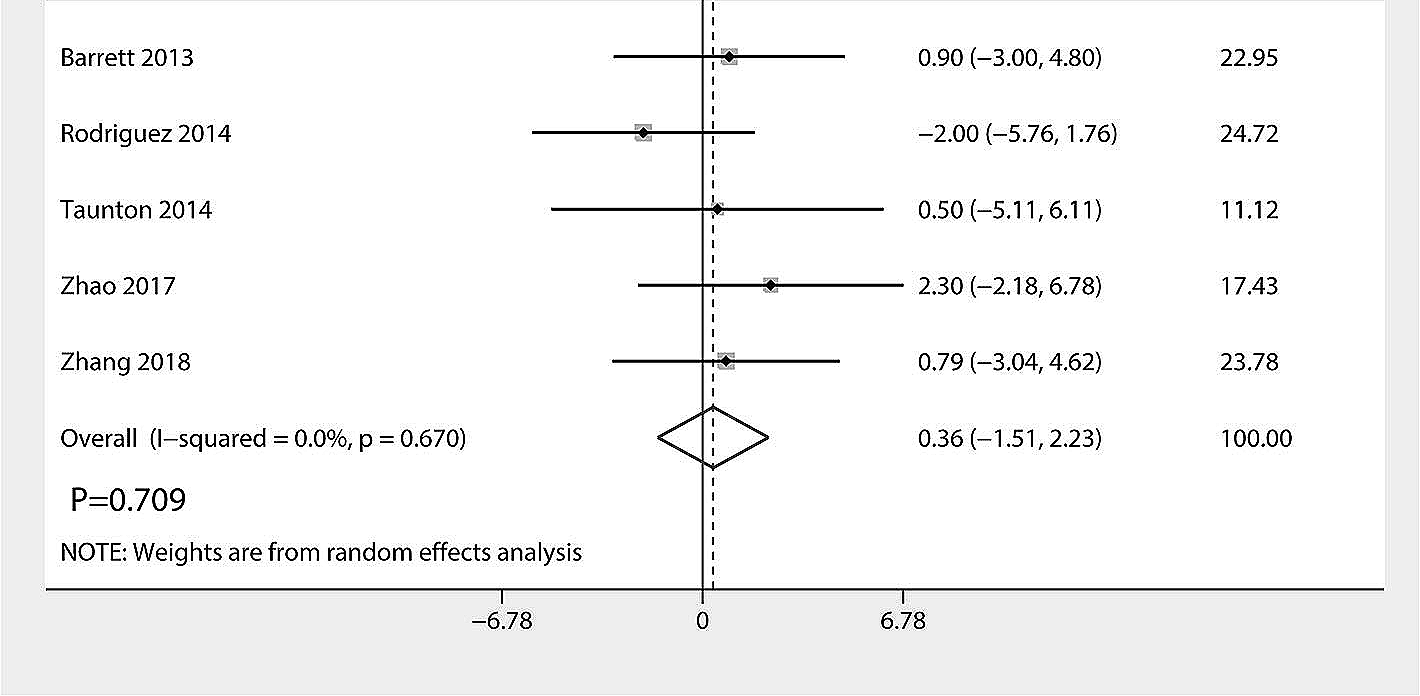 Barrett 2013 0.90 (−3.00, 4.80) 22.95
Rodriguez 2014 −2.00 (−5.76, 1.76) 24.72
Taunton 2014 0.50 (−5.11, 6.11) 11.12
Zhao 2017 2.30 (−2.18, 6.78) 17.43
Zhang 2018 0.79 (−3.04, 4.62) 23.78
Overall (I−squared = 0.0%, p = 0.670) 0.36 (−1.51, 2.23) 100.00
P=0.709
NOTE: Weights are from random effects analysis
−6.78 0 6.78